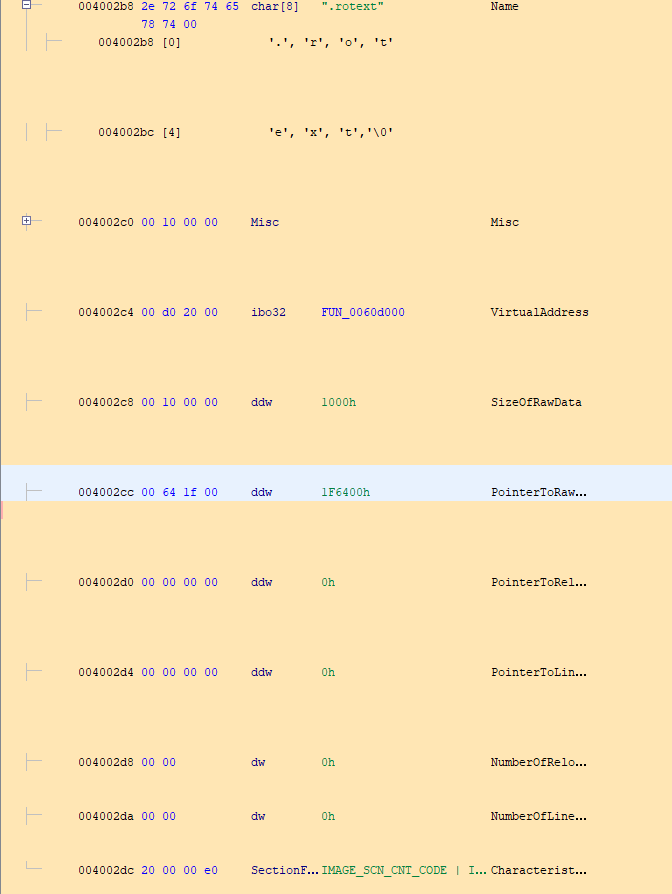 004002b8 2e 72 6f 74 65 char[8] ".rotext" Name
78 74 00
004002b8 [0] '.', 'r', 'o', 't'
004002bc [4] 'e', 'x', 't','\0'
004002c0 00 10 00 00 Misc Misc
004002c4 00 d0 20 00 ibo32 FUN_0060d000 VirtualAddress
004002c8 00 10 00 00 ddw 1000h SizeOfRawData
004002cc 00 64 1f 00 ddw 1F6400h PointerToRaw...
004002d0 00 00 00 00 ddw 0h PointerToRel...
004002d4 00 00 00 00 ddw 0h PointerToLin...
004002d8 00 00 dw 0h NumberOfRelo...
004002da 00 00 dw 0h NumberOfLine...
004002dc 20 00 00 e0 SectionF... IMAGE_SCN_CNT_CODE | I... Characterist...